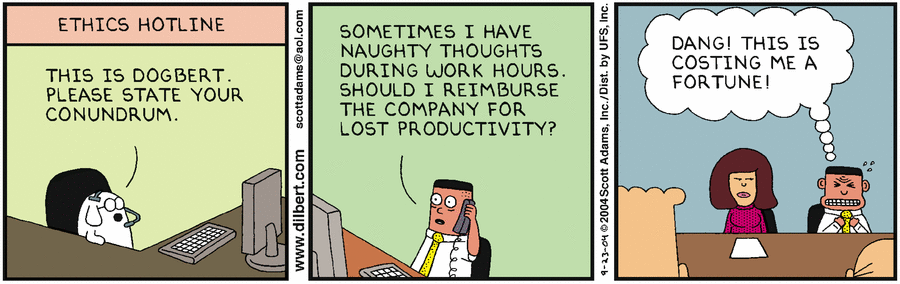 ETHICS HOTLINE
THIS IS DOGBERT.
PLEASE STATE YOUR
CONUNDRUM.
scottadams@aol.com
www.dilbert.com
SOMETIMES I HAVE
NAUGHTY THOUGHTS
DURING WORK HOURS.
SHOULD I REIMBURSE
THE COMPANY FOR
LOST PRODUCTIVITY?
4-23-04 © 2004 Scott Adams, Inc./Dist. by UFS, Inc.
DANG! THIS IS
COSTING ME A
FORTUNE!